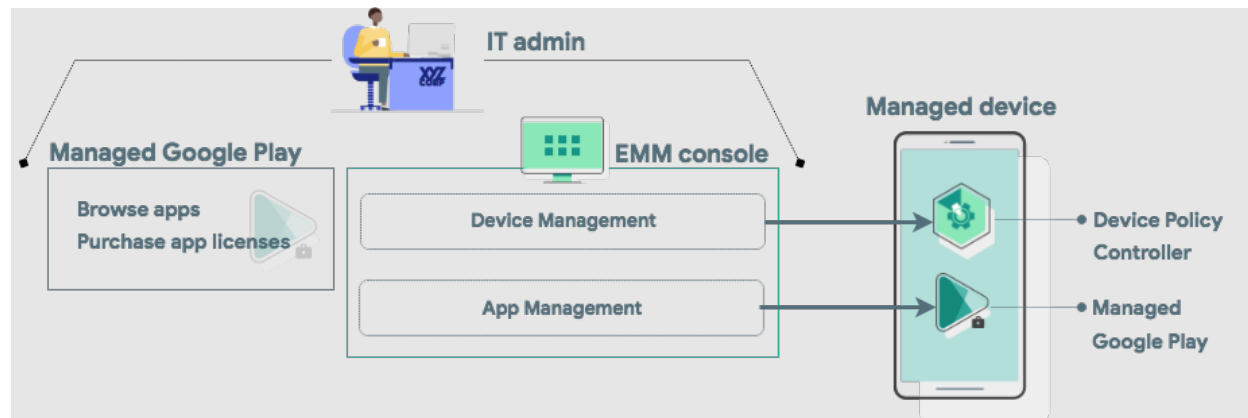 IT admin
XYZ
CORP
Managed device
Managed Google Play
EMM console
Browse apps
Purchase app licenses
Device Management
App Management
Device Policy
Controller
Managed
Google Play